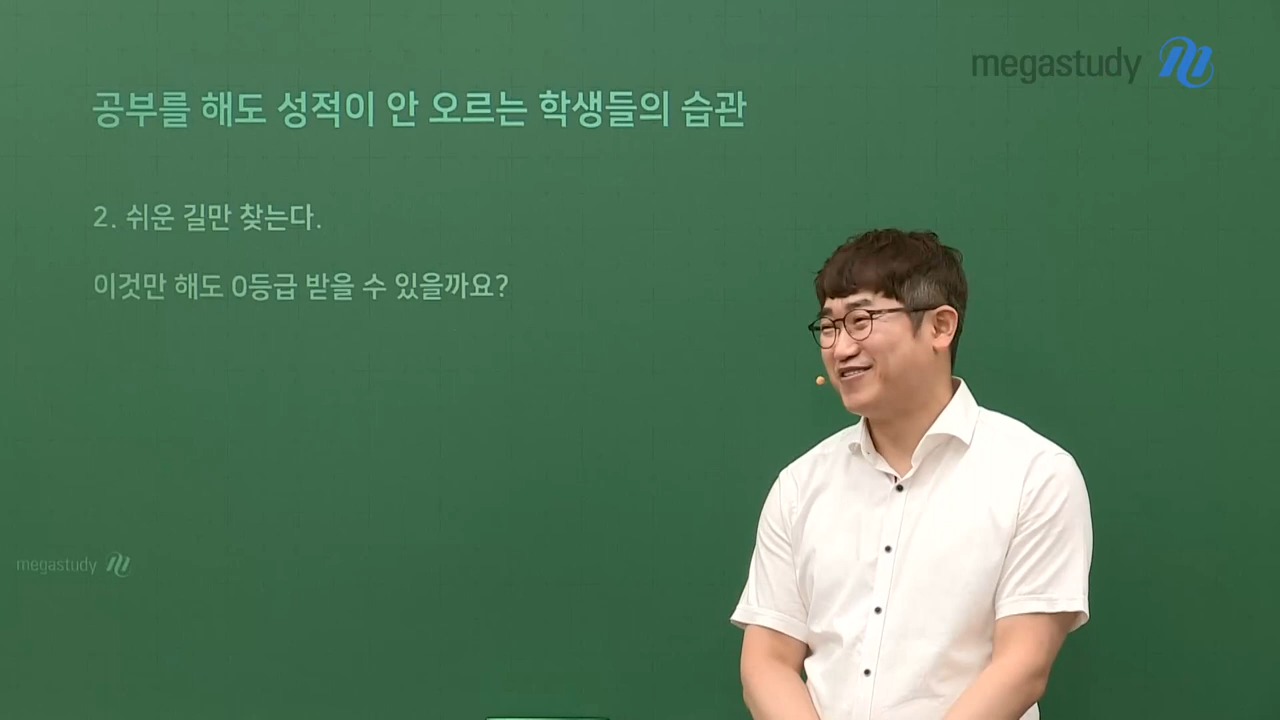 megastudy
공부를 해도 성적이 안 오르는 학생들의 습관
2. 쉬운 길만 찾는다.
이것만 해도 0등급 받을 수 있을까요?
megastudy